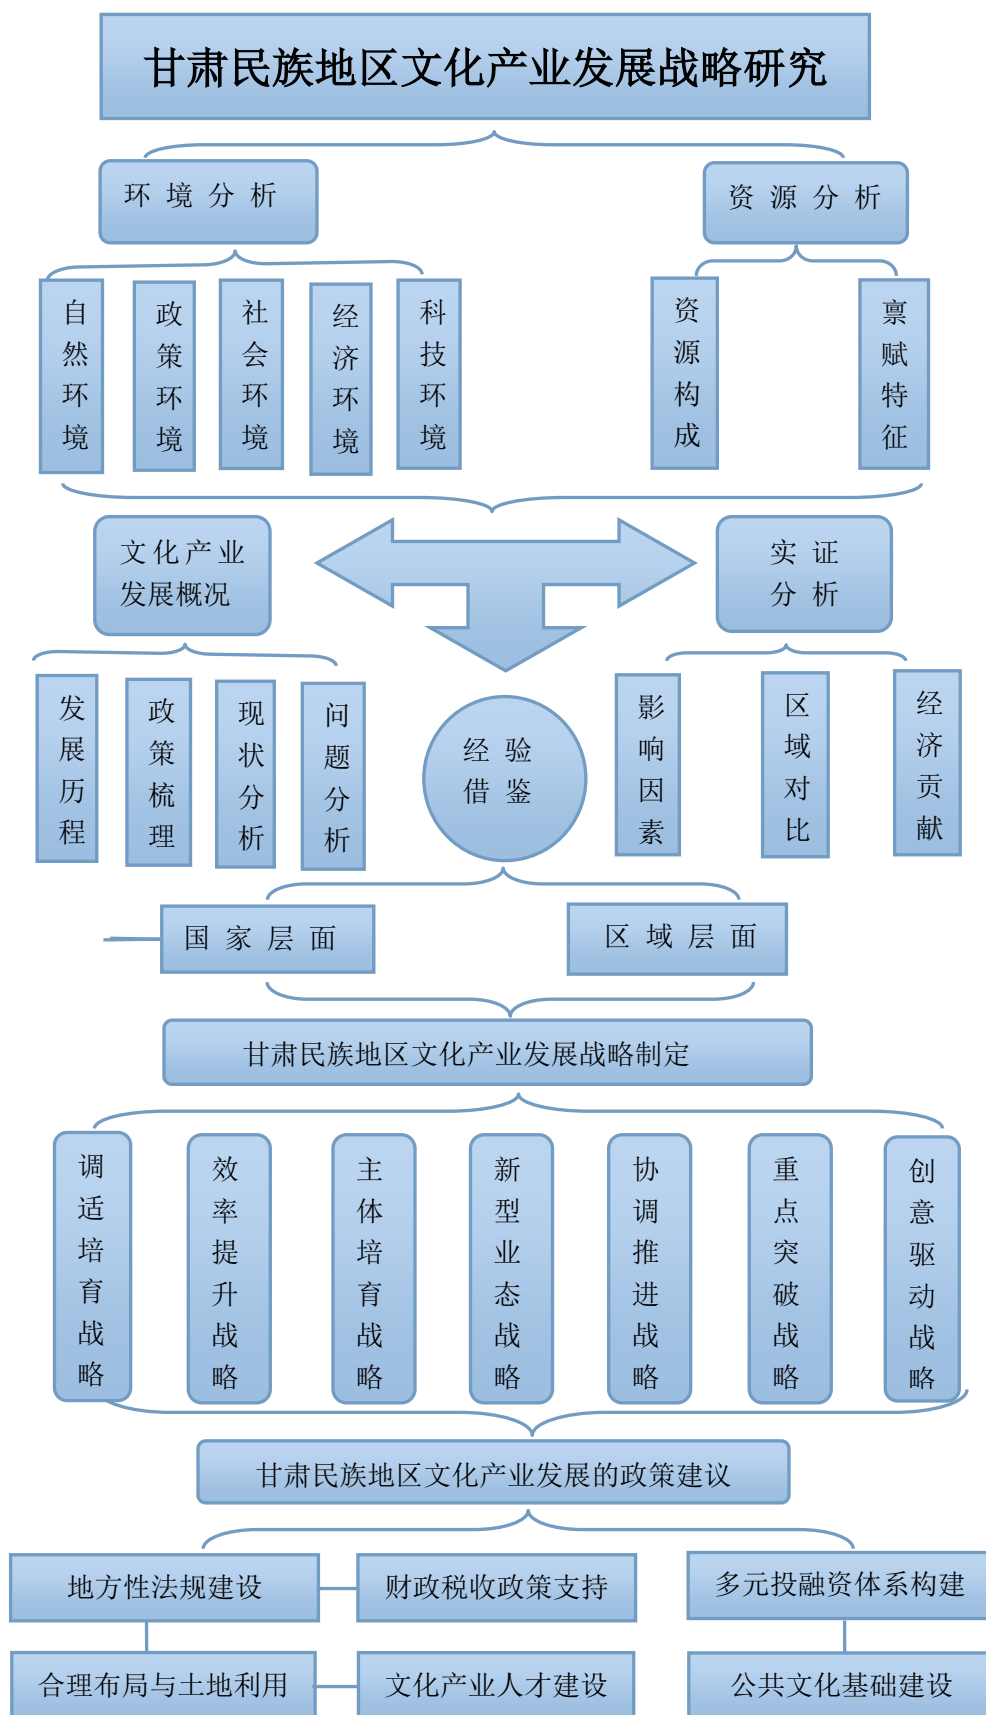 甘肃民族地区文化产业发展战略研究
环境分析
资源分析
自然环境
政策环境
社会环境
经济环境
科技环境
资源构成
禀赋特征
文化产业
发展概况
实证
分析
发展历程
政策梳理
现状分析
问题分析
经验
借鉴
影响因素
区域对比
经济贡献
国家层面
区域层面
甘肃民族地区文化产业发展战略制定
调适培育战略
效率提升战略
主体培育战略
新型业态战略
协调推进战略
重点突破战略
创意驱动战略
甘肃民族地区文化产业发展的政策建议
地方性法规建设
财政税收政策支持
多元投融资体系构建
合理布局与土地利用
文化产业人才建设
公共文化基础建设